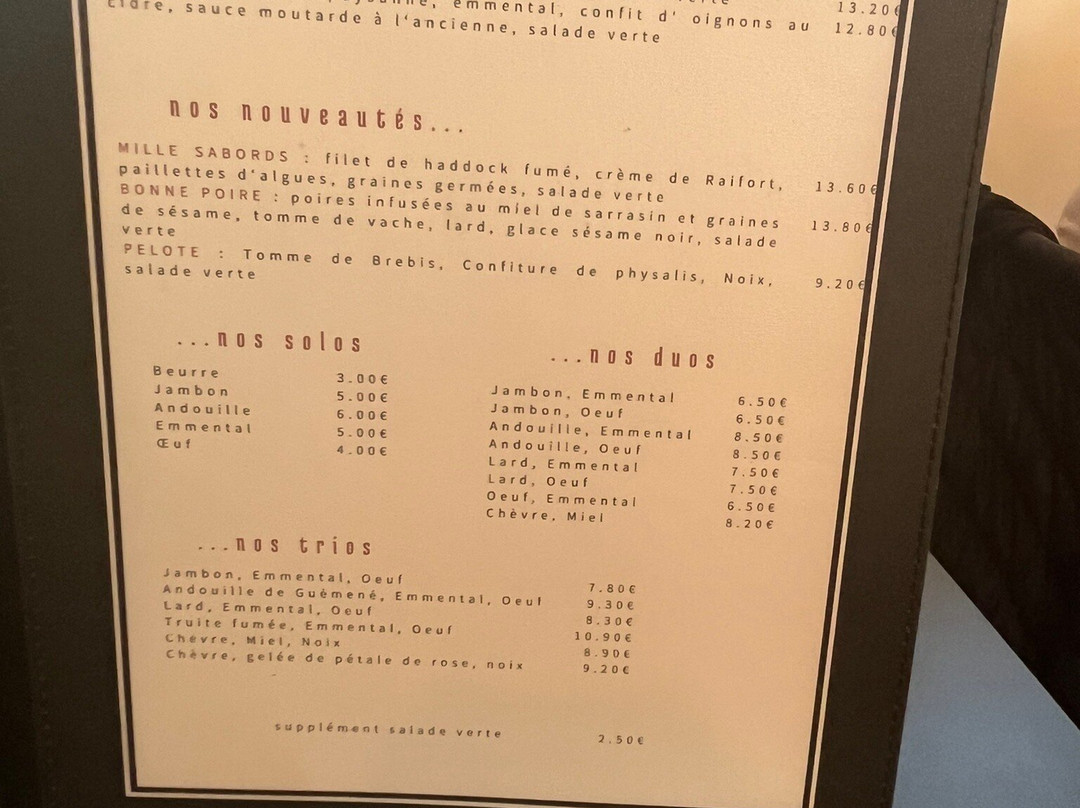 emmental, confit d' oignons au 13.20€
cidre, sauce moutarde à l'ancienne, salade verte 12.80€
nos nouveautés...
MILLE SABORDS : filet de haddock fumé, crème de Raifort,
paillettes d'algues, graines germées, salade verte 13.60€
BONNE POIRE : poires infusées au miel de sarrasin et graines
de sésame, tomme de vache, lard, glace sésame noir, salade 13.80€
verte
PELOTE : Tomme de Brebis, Confiture de physalis, Noix,
salade verte 9.20€
...nos solos
Beurre 3.00€
Jambon 5.00€
Andouille 6.00€
Emmental 5.00€
Œuf 4.00€
...nos duos
Jambon, Emmental 6.50€
Jambon, Oeuf 6.50€
Andouille, Emmental 8.50€
Andouille, Oeuf 8.50€
Lard, Emmental 7.50€
Lard, Oeuf 7.50€
Oeuf, Emmental 6.50€
Chèvre, Miel 8.20€
...nos trios
Jambon, Emmental, Oeuf 7.80€
Andouille de Guémené, Emmental, Oeuf 9.30€
Lard, Emmental, Oeuf 8.30€
Truite fumée, Emmental, Oeuf 10.90€
Chèvre, Miel, Noix 8.90€
Chèvre, gelée de pétale de rose, noix 9.20€
supplément salade verte 2.50€